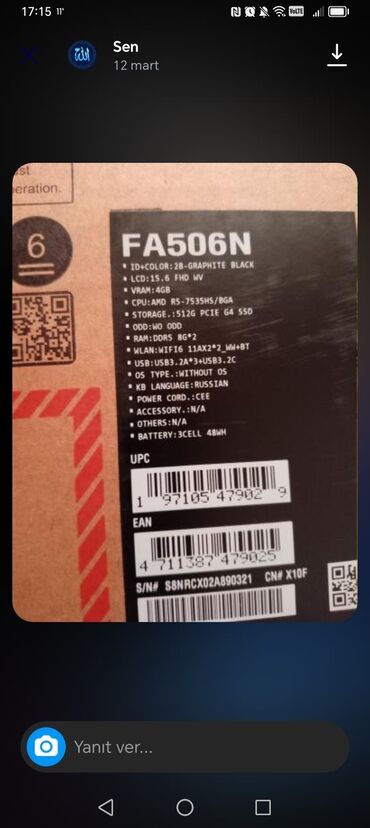 17:15 11°
VoLTE
Sen
12 mart
eration.
6
FA506N
ID+COLOR:2B-GRAPHITE BLACK
LCD:15.6 FHD WV
VRAM:4GB
CPU:AMD R5-7535HS/BGA
STORAGE.:512G PCIE G4 SSD
ODD:WO ODD
RAM:DDR5 8G*2
WLAN:WIFI6 11AX2*2_WW+BT
USB:USB3.2A*3+USB3.2C
OS TYPE.:WITHOUT OS
KB LANGUAGE:RUSSIAN
POWER CORD.:CEE
ACCESSORY.:N/A
OTHERS:N/A
BATTERY:3CELL 48WH
UPC
1 97105 47902 9
EAN
4 711387 479025
S/N# S8NRCX02A890321 CN# X10F
Yanıt ver...